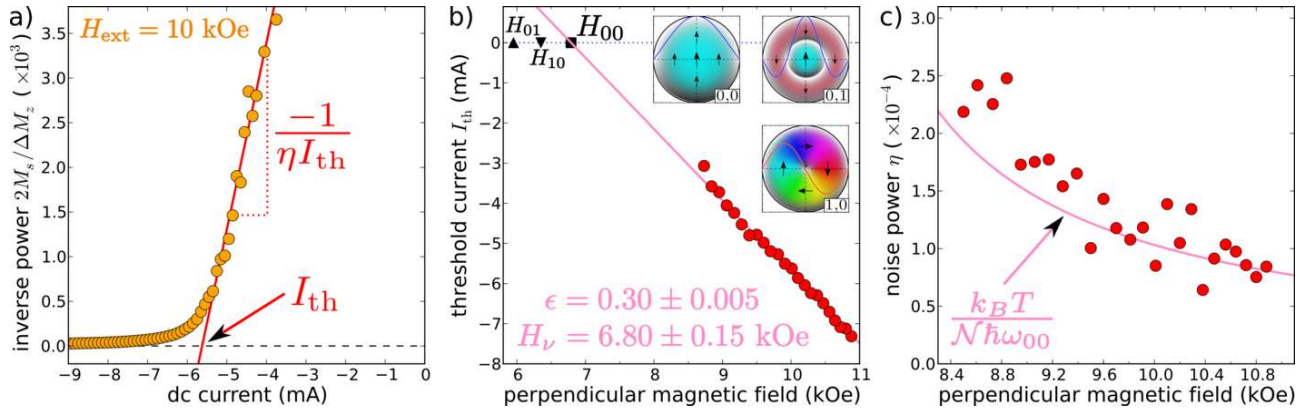 a)
inverse power 2M_s/ΔM_z (×10³)
3.5
3.0
2.5
2.0
1.5
1.0
0.5
0.0
H_ext = 10 kOe
−1
ηI_th
I_th
−9 −8 −7 −6 −5 −4 −3 −2 −1 0
dc current (mA)
b)
threshold current I_th (mA)
1
0
−1
−2
−3
−4
−5
−6
−7
−8
H_01
H_10
H_00
0,0
0,1
1,0
ϵ = 0.30 ± 0.005
H_ν = 6.80 ± 0.15 kOe
6 7 8 9 10 11
perpendicular magnetic field (kOe)
c)
noise power η (×10⁻⁴)
3.0
2.5
2.0
1.5
1.0
0.5
0.0
k_B T
𝒩ℏω_00
8.4 8.8 9.2 9.6 10.0 10.4 10.8
perpendicular magnetic field (kOe)